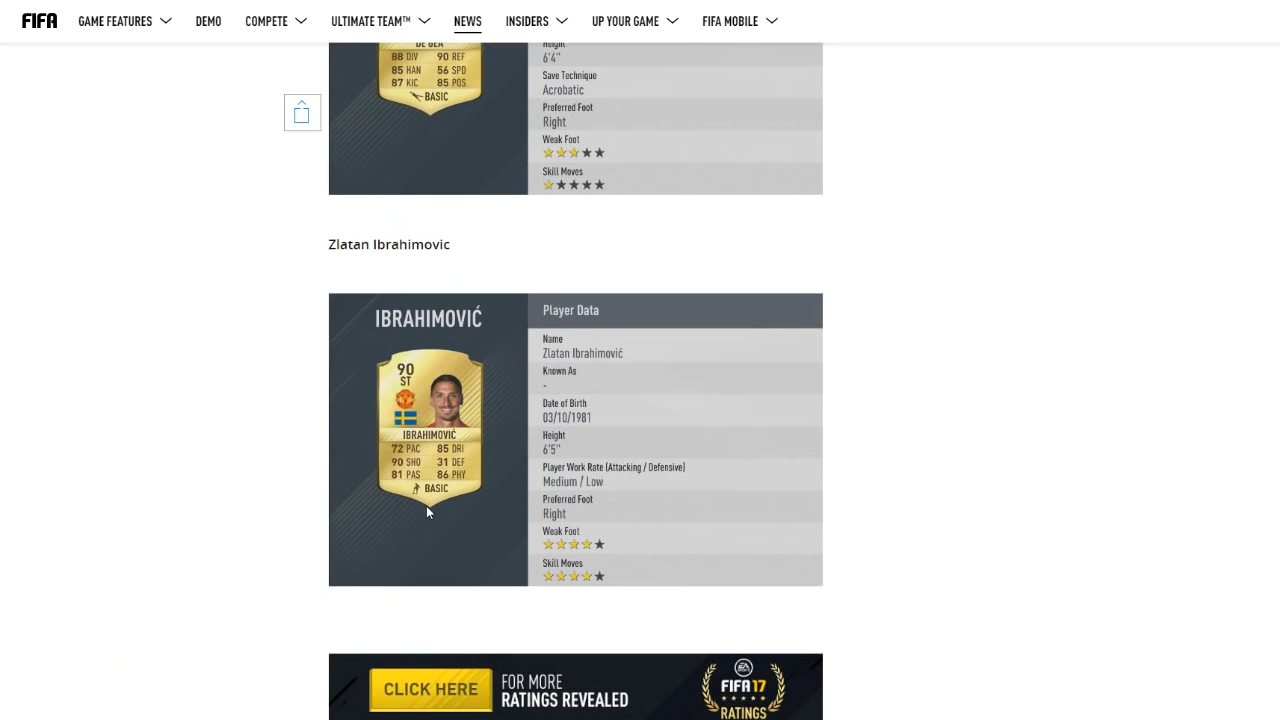 FIFA GAME FEATURES DEMO COMPETE ULTIMATE TEAM™ NEWS INSIDERS UP YOUR GAME FIFA MOBILE
DE GEA
88 DIV 90 REF
85 HAN 56 SPD
87 KIC 85 POS
BASIC
Height
6'4"
Save Technique
Acrobatic
Preferred Foot
Right
Weak Foot
Skill Moves
Zlatan Ibrahimovic
IBRAHIMOVIĆ
90
ST
IBRAHIMOVIĆ
72 PAC 85 DRI
90 SHO 31 DEF
81 PAS 86 PHY
BASIC
Player Data
Name
Zlatan Ibrahimović
Known As
-
Date of Birth
03/10/1981
Height
6'5"
Player Work Rate (Attacking / Defensive)
Medium / Low
Preferred Foot
Right
Weak Foot
Skill Moves
CLICK HERE
FOR MORE
RATINGS REVEALED
EA
SPORTS
FIFA 17
RATINGS